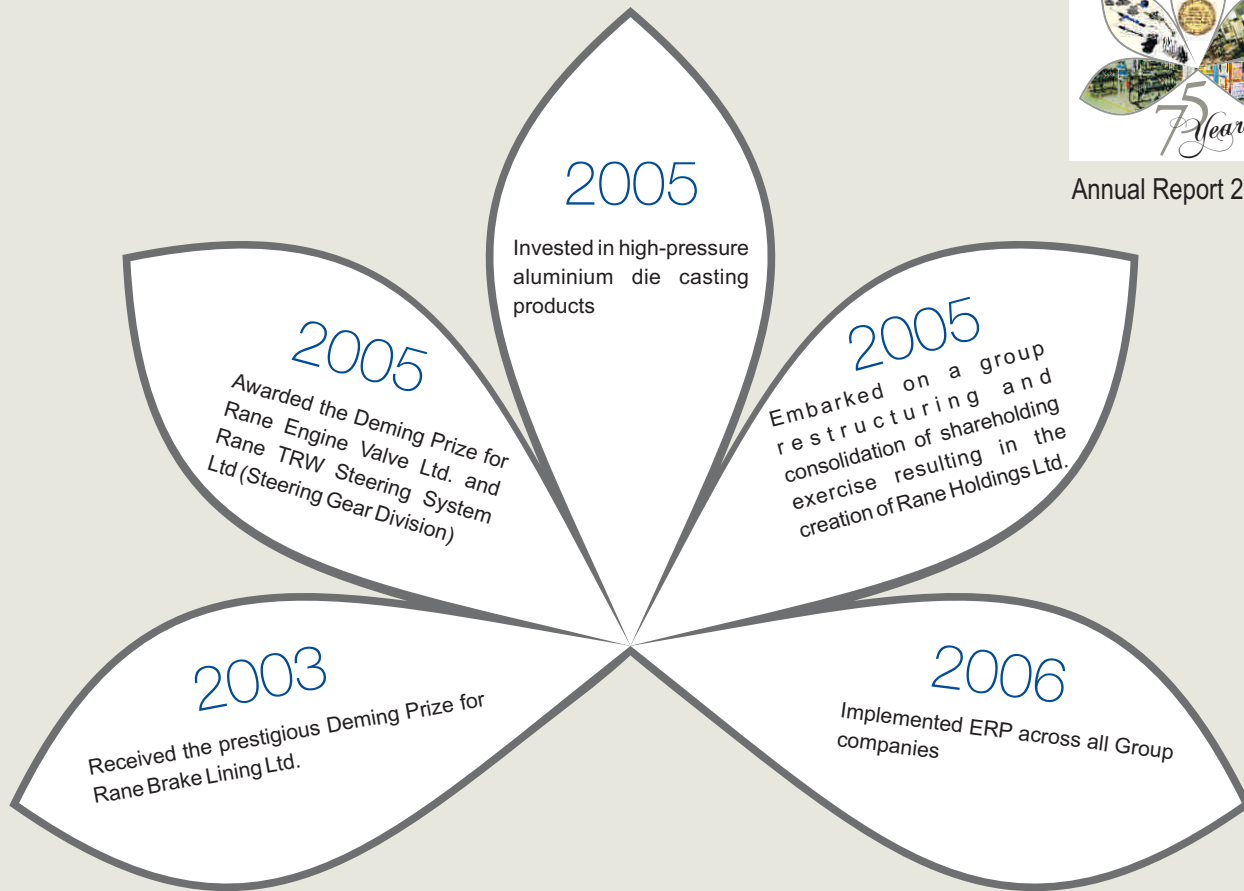 75
Annual Report
2005
Invested in high-pressure
aluminium die casting
products
2005
Awarded the Deming Prize for
Rane Engine Valve Ltd. and
Rane TRW Steering System
Ltd (Steering Gear Division)
2005
Embarked on a group
restructuring and
consolidation of shareholding
exercise resulting in the
creation of Rane Holdings Ltd.
2003
Received the prestigious Deming Prize for
Rane Brake Lining Ltd.
2006
Implemented ERP across all Group
companies